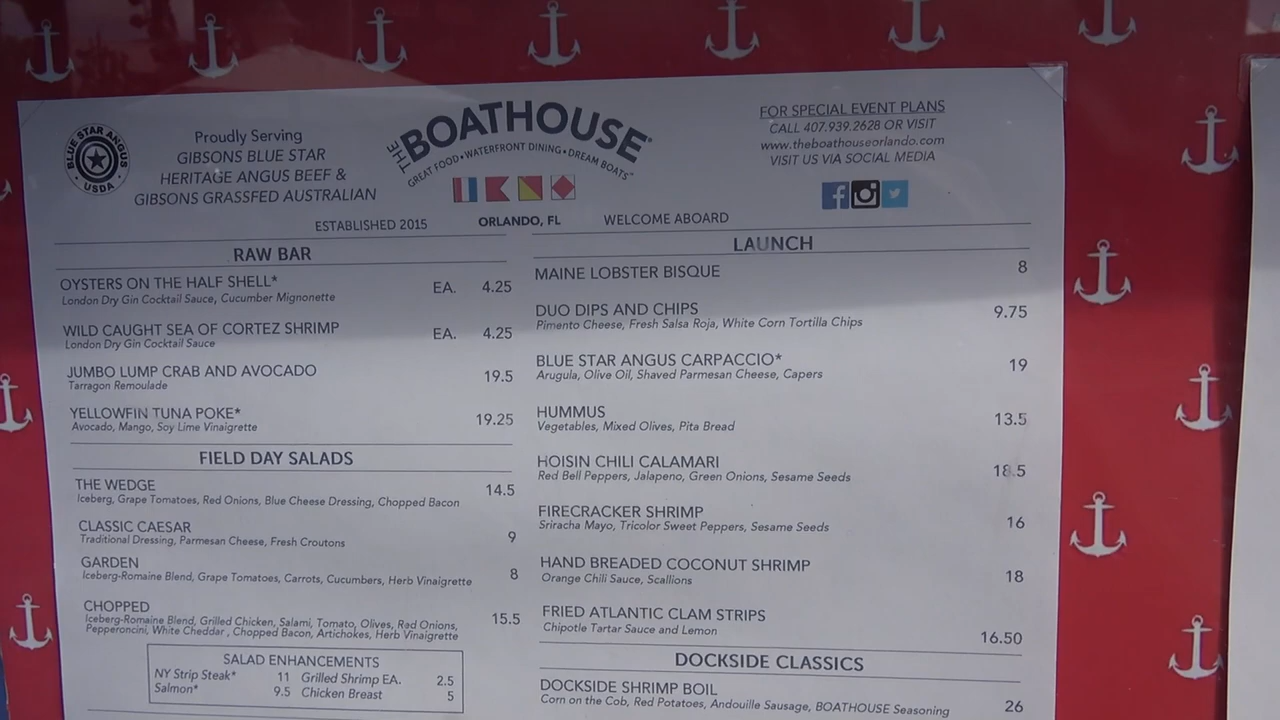 BLUE STAR ANGUS
USDA
Proudly Serving
GIBSONS BLUE STAR
HERITAGE ANGUS BEEF &
GIBSONS GRASSFED AUSTRALIAN
THE BOATHOUSE®
GREAT FOOD • WATERFRONT DINING • DREAM BOATS™
FOR SPECIAL EVENT PLANS
CALL 407.939.2628 OR VISIT
www.theboathouseorlando.com
VISIT US VIA SOCIAL MEDIA
ESTABLISHED 2015 ORLANDO, FL WELCOME ABOARD
RAW BAR
OYSTERS ON THE HALF SHELL* EA. 4.25
London Dry Gin Cocktail Sauce, Cucumber Mignonette
WILD CAUGHT SEA OF CORTEZ SHRIMP EA. 4.25
London Dry Gin Cocktail Sauce
JUMBO LUMP CRAB AND AVOCADO 19.5
Tarragon Remoulade
YELLOWFIN TUNA POKE* 19.25
Avocado, Mango, Soy Lime Vinaigrette
FIELD DAY SALADS
THE WEDGE 14.5
Iceberg, Grape Tomatoes, Red Onions, Blue Cheese Dressing, Chopped Bacon
CLASSIC CAESAR 9
Traditional Dressing, Parmesan Cheese, Fresh Croutons
GARDEN 8
Iceberg-Romaine Blend, Grape Tomatoes, Carrots, Cucumbers, Herb Vinaigrette
CHOPPED 15.5
Iceberg-Romaine Blend, Grilled Chicken, Salami, Tomato, Olives, Red Onions,
Pepperoncini, White Cheddar , Chopped Bacon, Artichokes, Herb Vinaigrette
SALAD ENHANCEMENTS
NY Strip Steak* 11 Grilled Shrimp EA. 2.5
Salmon* 9.5 Chicken Breast 5
LAUNCH
MAINE LOBSTER BISQUE 8
DUO DIPS AND CHIPS 9.75
Pimento Cheese, Fresh Salsa Roja, White Corn Tortilla Chips
BLUE STAR ANGUS CARPACCIO* 19
Arugula, Olive Oil, Shaved Parmesan Cheese, Capers
HUMMUS 13.5
Vegetables, Mixed Olives, Pita Bread
HOISIN CHILI CALAMARI 18.5
Red Bell Peppers, Jalapeno, Green Onions, Sesame Seeds
FIRECRACKER SHRIMP 16
Sriracha Mayo, Tricolor Sweet Peppers, Sesame Seeds
HAND BREADED COCONUT SHRIMP 18
Orange Chili Sauce, Scallions
FRIED ATLANTIC CLAM STRIPS 16.50
Chipotle Tartar Sauce and Lemon
DOCKSIDE CLASSICS
DOCKSIDE SHRIMP BOIL 26
Corn on the Cob, Red Potatoes, Andouille Sausage, BOATHOUSE Seasoning